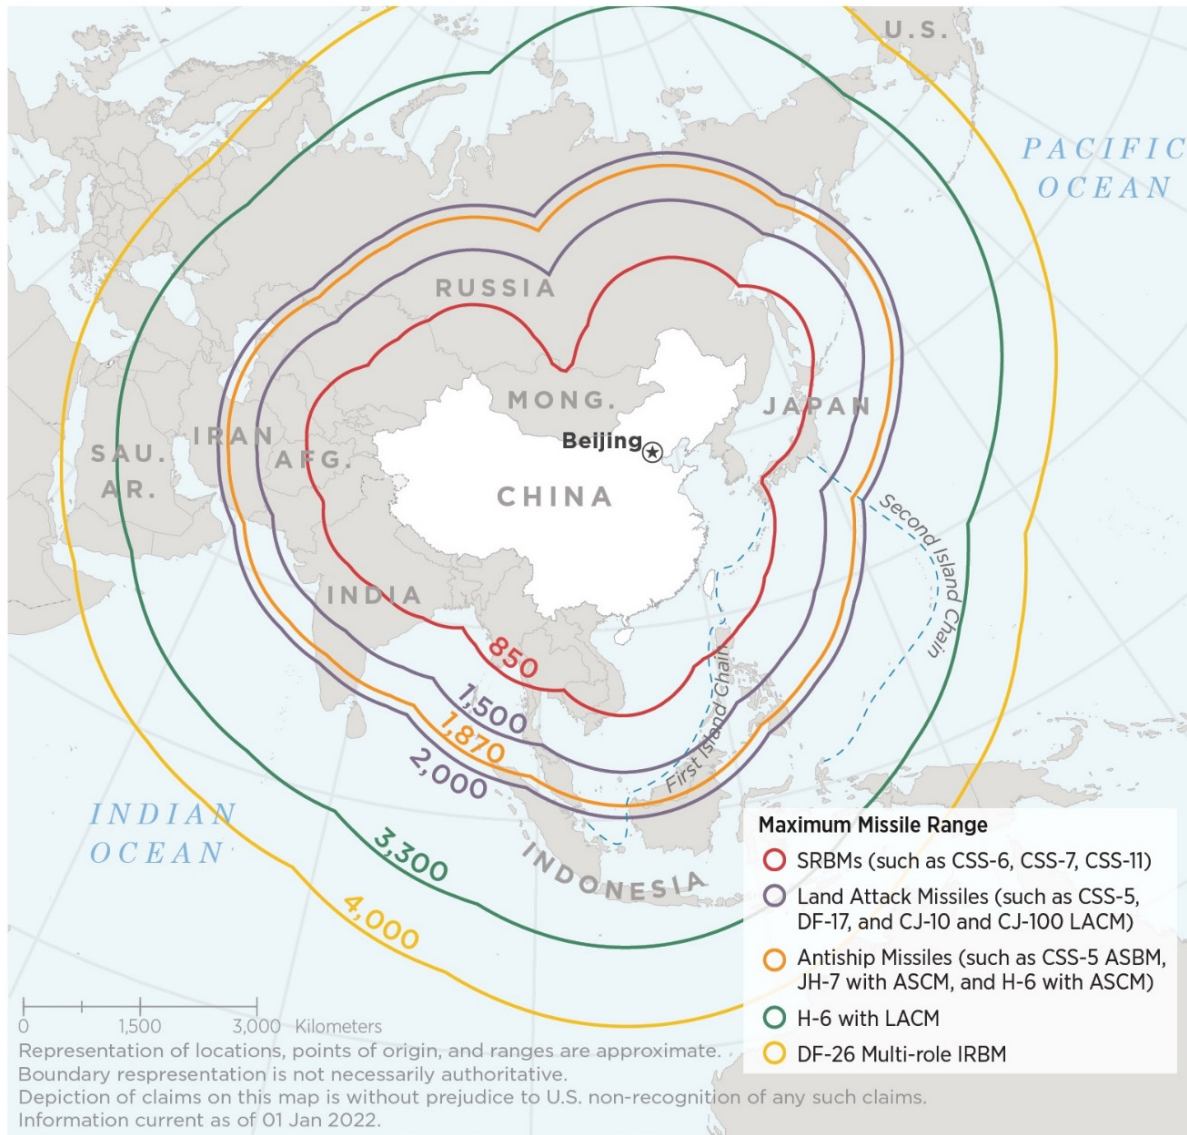 U.S.
PACIFIC
OCEAN
RUSSIA
MONG.
JAPAN
Beijing
IRAN
AFG.
SAU.
AR.
CHINA
Second Island Chain
INDIA
850
First Island Chain
1,500
1,870
2,000
INDIAN
OCEAN
3,300
INDONESIA
4,000
Maximum Missile Range
SRBMs (such as CSS-6, CSS-7, CSS-11)
Land Attack Missiles (such as CSS-5,
DF-17, and CJ-10 and CJ-100 LACM)
Antiship Missiles (such as CSS-5 ASBM,
JH-7 with ASCM, and H-6 with ASCM)
H-6 with LACM
DF-26 Multi-role IRBM
0 1,500 3,000 Kilometers
Representation of locations, points of origin, and ranges are approximate.
Boundary respresentation is not necessarily authoritative.
Depiction of claims on this map is without prejudice to U.S. non-recognition of any such claims.
Information current as of 01 Jan 2022.